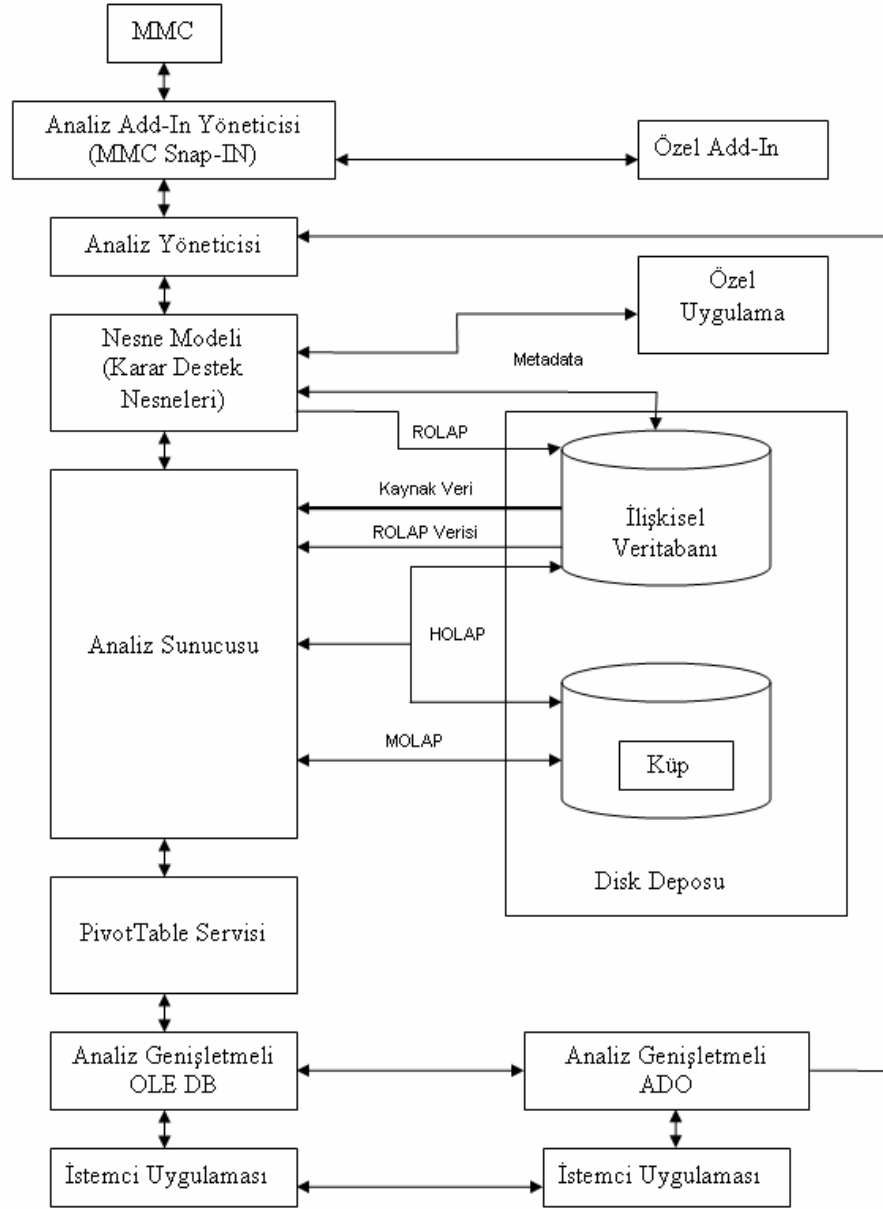 MMC
Analiz Add-In Yöneticisi
(MMC Snap-IN)
Özel Add-In
Analiz Yöneticisi
Özel
Uygulama
Nesne Modeli
(Karar Destek
Nesneleri)
Metadata
ROLAP
Kaynak Veri
ROLAP Verisi
İlişkisel
Veritabanı
Analiz Sunucusu
HOLAP
MOLAP
Küp
Disk Deposu
PivotTable Servisi
Analiz Genişletmeli
OLE DB
Analiz Genişletmeli
ADO
İstemci Uygulaması
İstemci Uygulaması